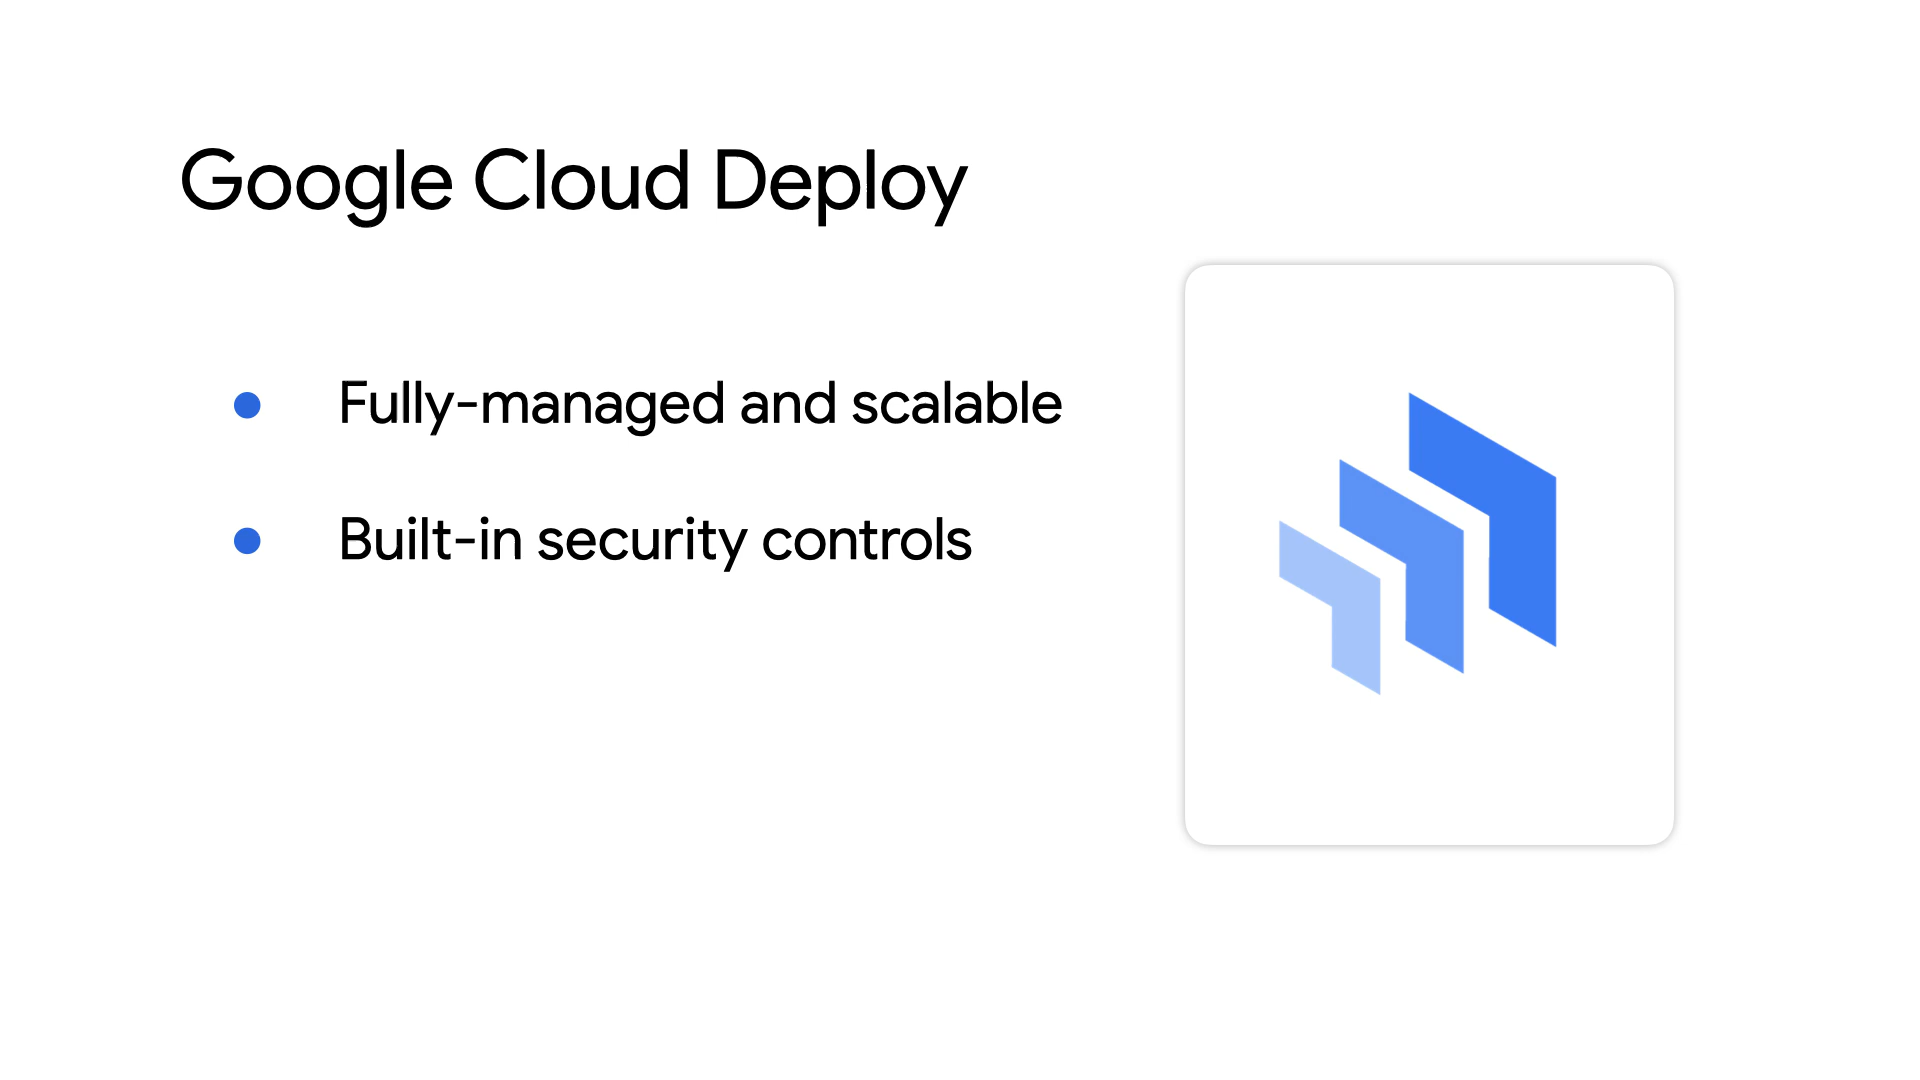 Google Cloud Deploy
Fully-managed and scalable
Built-in security controls